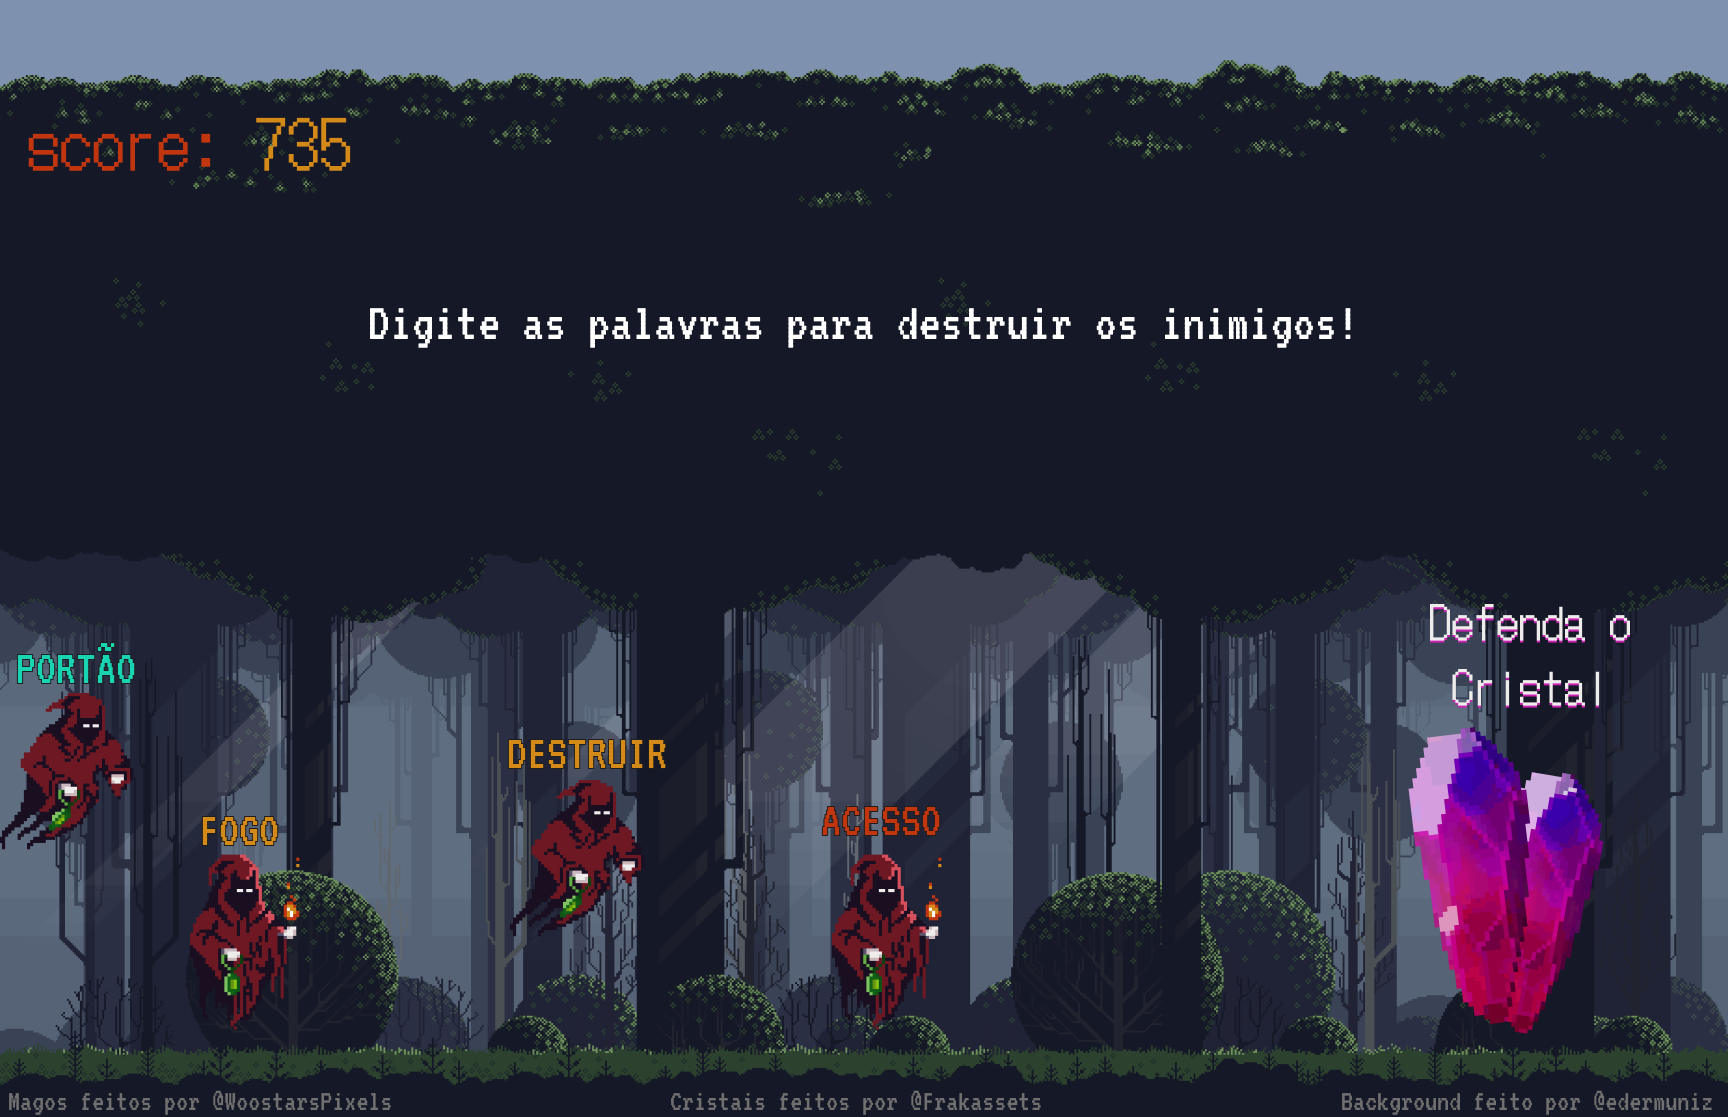 score: 735
Digite as palavras para destruir os inimigos!
Defenda o
Cristal
PORTÃO
DESTRUIR
ACESSO
FOGO
Magos feitos por @WoostarsPixels
Cristais feitos por @Frakassets
Background feito por @edermuniz